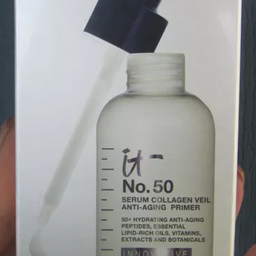 it
No. 50
SERUM COLLAGEN VEIL
ANTI-AGING PRIMER
50+ HYDRATING ANTI-AGING
PEPTIDES, ESSENTIAL
LIPID-RICH OILS, VITAMINS,
EXTRACTS AND BOTANICALS